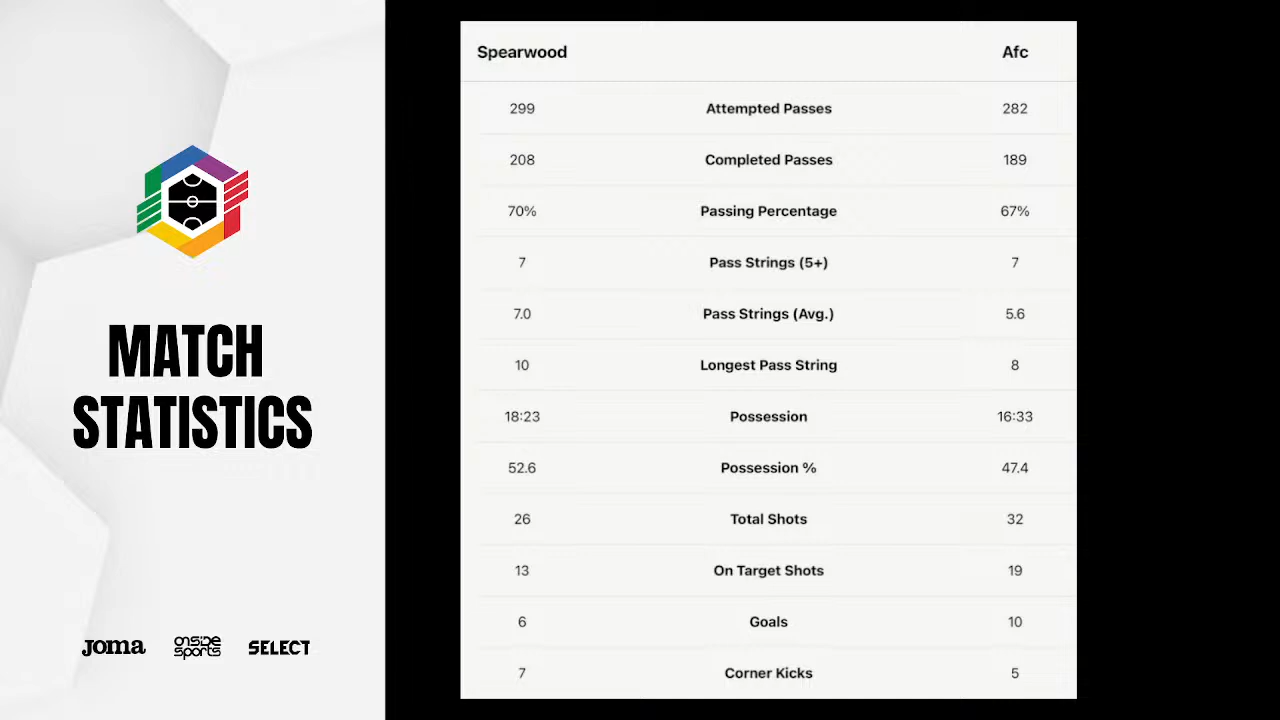 MATCH
STATISTICS
Joma
onside
sports
SELECT
Spearwood Afc
299 Attempted Passes 282
208 Completed Passes 189
70% Passing Percentage 67%
7 Pass Strings (5+) 7
7.0 Pass Strings (Avg.) 5.6
10 Longest Pass String 8
18:23 Possession 16:33
52.6 Possession % 47.4
26 Total Shots 32
13 On Target Shots 19
6 Goals 10
7 Corner Kicks 5